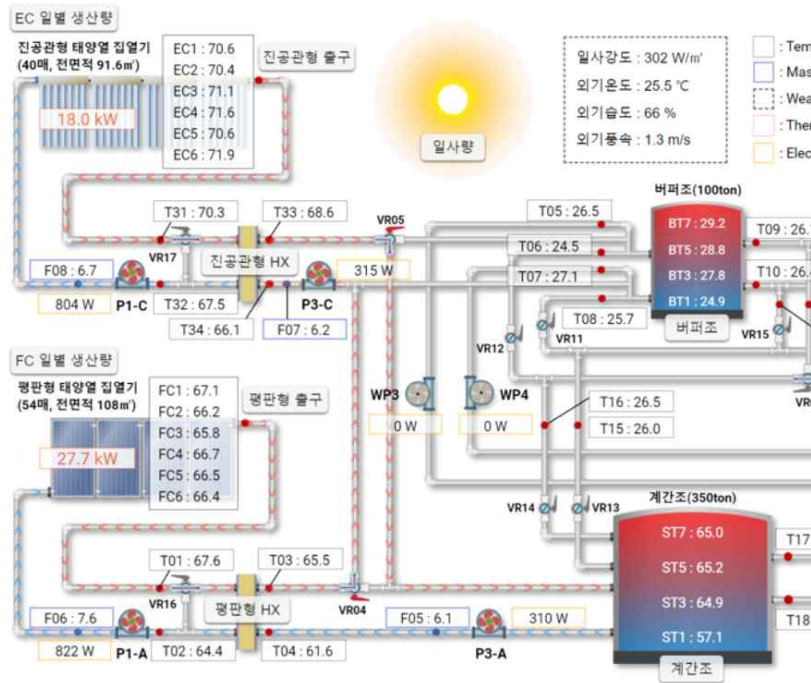 EC 일별 생산량
진공관형 태양열 집열기
(40매, 전면적 91.6㎡)
18.0 kW
EC1 : 70.6
EC2 : 70.4
EC3 : 71.1
EC4 : 71.6
EC5 : 70.6
EC6 : 71.9
진공관형 출구
일사량
일사강도 : 302 W/㎡
외기온도 : 25.5 ℃
외기습도 : 66 %
외기풍속 : 1.3 m/s
: Tem
: Mas
: Wea
: Ther
: Elec
T31 : 70.3
T33 : 68.6
VR05
VR17
진공관형 HX
F08 : 6.7
315 W
804 W
P1-C
T32 : 67.5
P3-C
T34 : 66.1
F07 : 6.2
버퍼조(100ton)
T05 : 26.5
T06 : 24.5
T07 : 27.1
T08 : 25.7
BT7 : 29.2
BT5 : 28.8
BT3 : 27.8
BT1 : 24.9
버퍼조
T09 : 26.
T10 : 26.4
VR12
VR11
VR15
WP3
WP4
0 W
0 W
T16 : 26.5
T15 : 26.0
FC 일별 생산량
평판형 태양열 집열기
(54매, 전면적 108㎡)
27.7 kW
FC1 : 67.1
FC2 : 66.2
FC3 : 65.8
FC4 : 66.7
FC5 : 66.5
FC6 : 66.4
평판형 출구
VR14
VR13
계간조(350ton)
ST7 : 65.0
ST5 : 65.2
ST3 : 64.9
ST1 : 57.1
계간조
T17
T18
T01 : 67.6
T03 : 65.5
VR16
VR04
평판형 HX
F06 : 7.6
F05 : 6.1
310 W
822 W
P1-A
T02 : 64.4
T04 : 61.6
P3-A